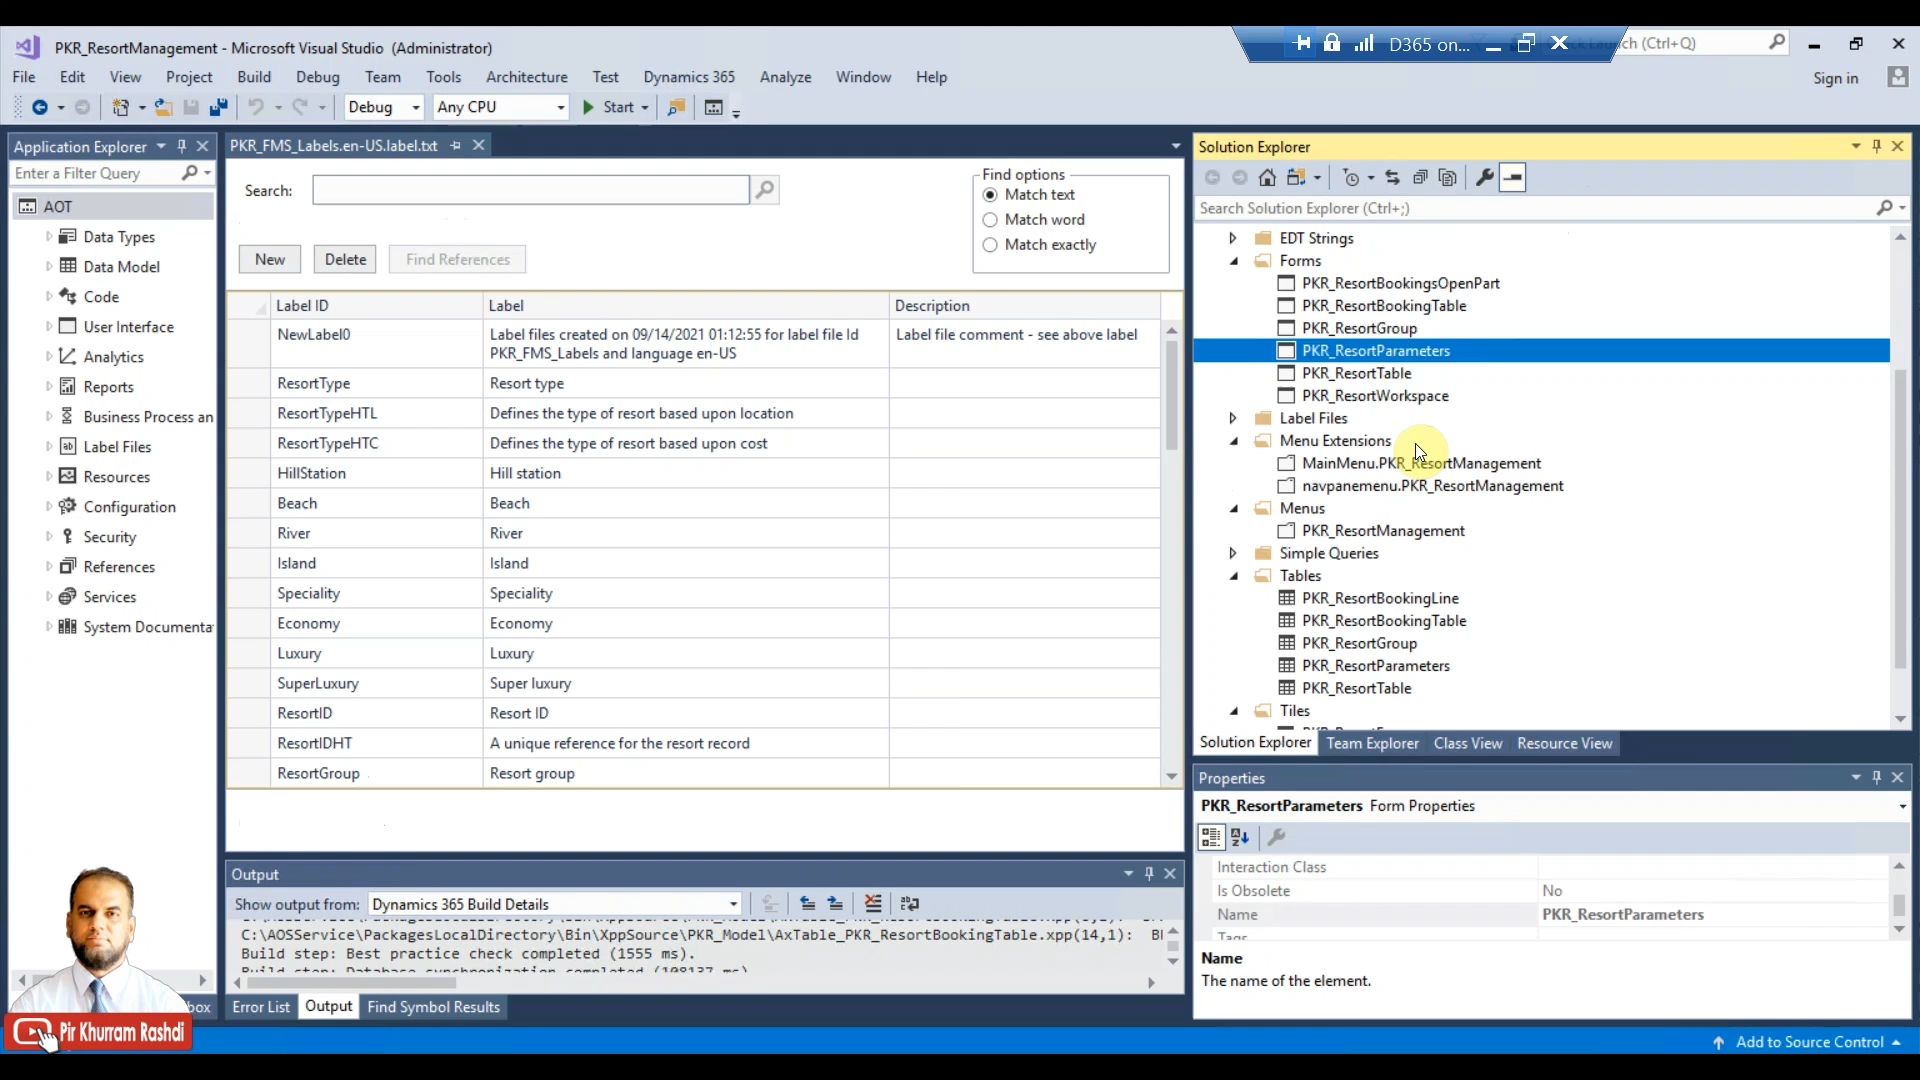 PKR_ResortManagement - Microsoft Visual Studio (Administrator)
D365 on...
ch (Ctrl+Q)
File Edit View Project Build Debug Team Tools Architecture Test Dynamics 365 Analyze Window Help
Sign in
Debug
Any CPU
Start
Application Explorer
Enter a Filter Query
AOT
Data Types
Data Model
Code
User Interface
Analytics
Reports
Business Process an
Label Files
Resources
Configuration
Security
References
Services
System Documenta
box
PKR_FMS_Labels.en-US.label.txt
Search:
Find options
Match text
Match word
Match exactly
New
Delete
Find References
Label ID Label Description
NewLabel0 Label files created on 09/14/2021 01:12:55 for label file Id Label file comment - see above label
PKR_FMS_Labels and language en-US
ResortType Resort type
ResortTypeHTL Defines the type of resort based upon location
ResortTypeHTC Defines the type of resort based upon cost
HillStation Hill station
Beach Beach
River River
Island Island
Speciality Speciality
Economy Economy
Luxury Luxury
SuperLuxury Super luxury
ResortID Resort ID
ResortIDHT A unique reference for the resort record
ResortGroup Resort group
Output
Show output from: Dynamics 365 Build Details
C:\AOSService\PackagesLocalDirectory\Bin\XppSource\PKR_Model\AxTable_PKR_ResortBookingTable.xpp(14,1):
Build step: Best practice check completed (1555 ms).
Build step: Database synchronization completed (108137 ms)
Error List Output Find Symbol Results
Solution Explorer
Search Solution Explorer (Ctrl+;)
EDT Strings
Forms
PKR_ResortBookingsOpenPart
PKR_ResortBookingTable
PKR_ResortGroup
PKR_ResortParameters
PKR_ResortTable
PKR_ResortWorkspace
Label Files
Menu Extensions
MainMenu.PKR_ResortManagement
navpanemenu.PKR_ResortManagement
Menus
PKR_ResortManagement
Simple Queries
Tables
PKR_ResortBookingLine
PKR_ResortBookingTable
PKR_ResortGroup
PKR_ResortParameters
PKR_ResortTable
Tiles
Solution Explorer Team Explorer Class View Resource View
Properties
PKR_ResortParameters Form Properties
Interaction Class
Is Obsolete No
Name PKR_ResortParameters
Tags
Name
The name of the element.
Pir Khurram Rashdi
Add to Source Control